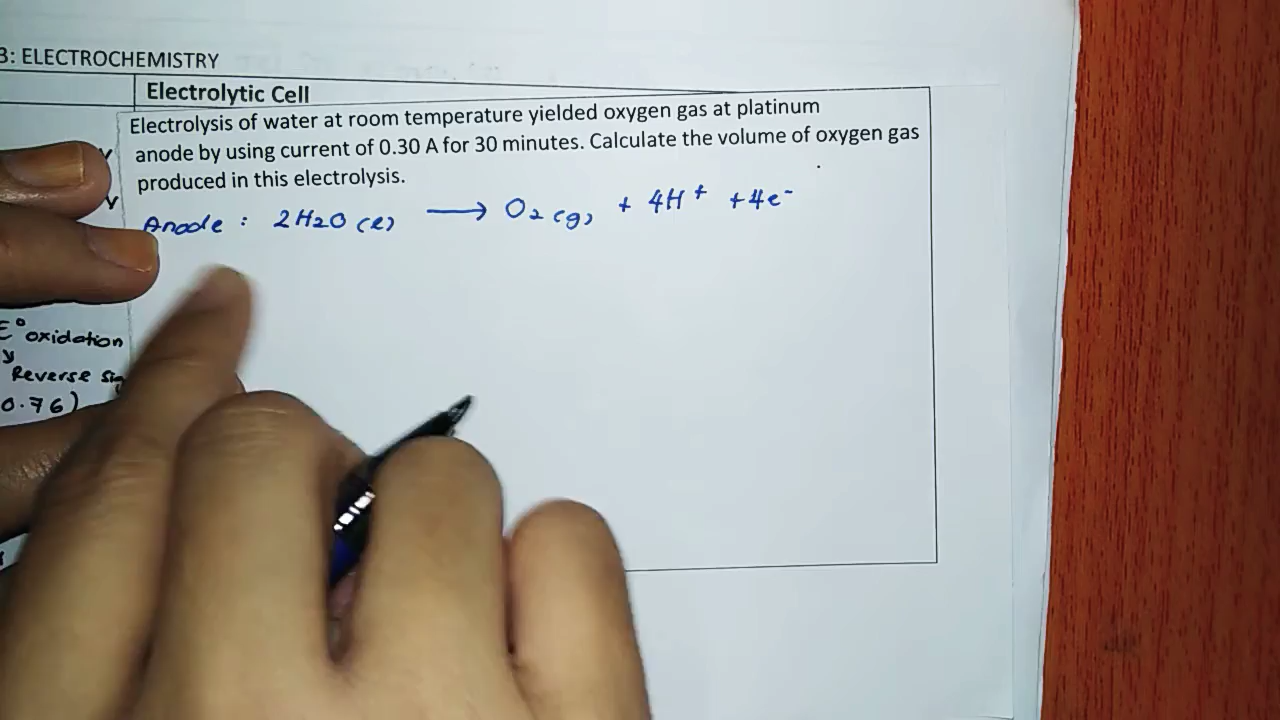 3: ELECTROCHEMISTRY
Electrolytic Cell
Electrolysis of water at room temperature yielded oxygen gas at platinum
anode by using current of 0.30 A for 30 minutes. Calculate the volume of oxygen gas
produced in this electrolysis.
Anode : 2H₂O (l) ⟶ O₂ (g) + 4H⁺ + 4e⁻
E° oxidation
Reverse
0.76)